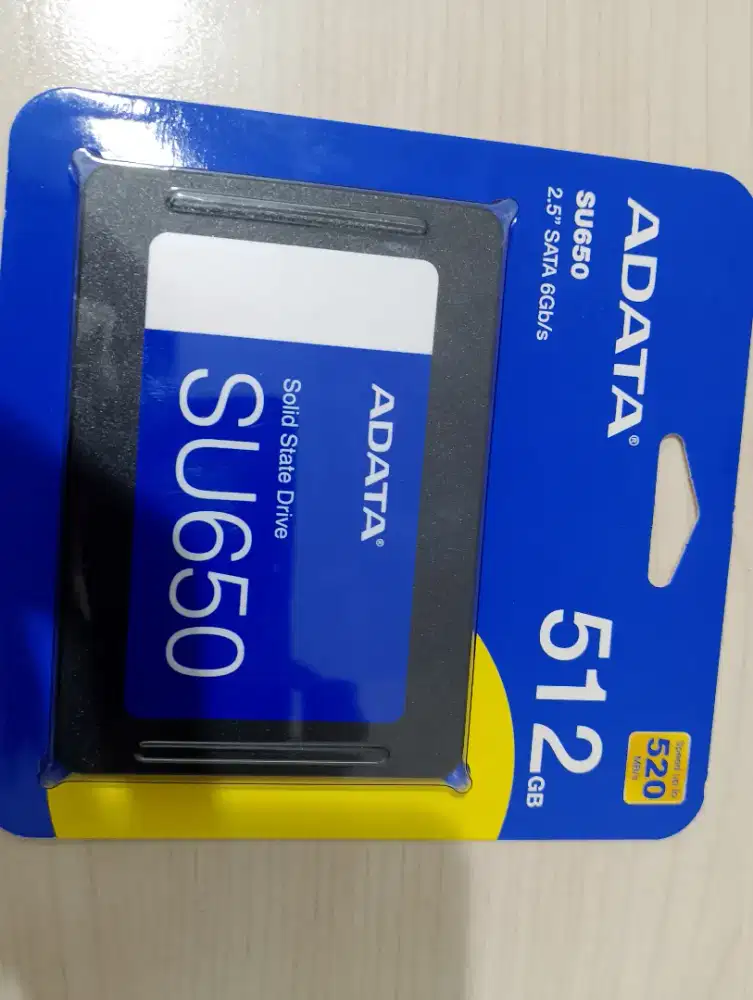 ADATA®
SU650
2.5" SATA 6Gb/s
512GB
Speed up to
520
MB/s
ADATA®
Solid State Drive
SU650